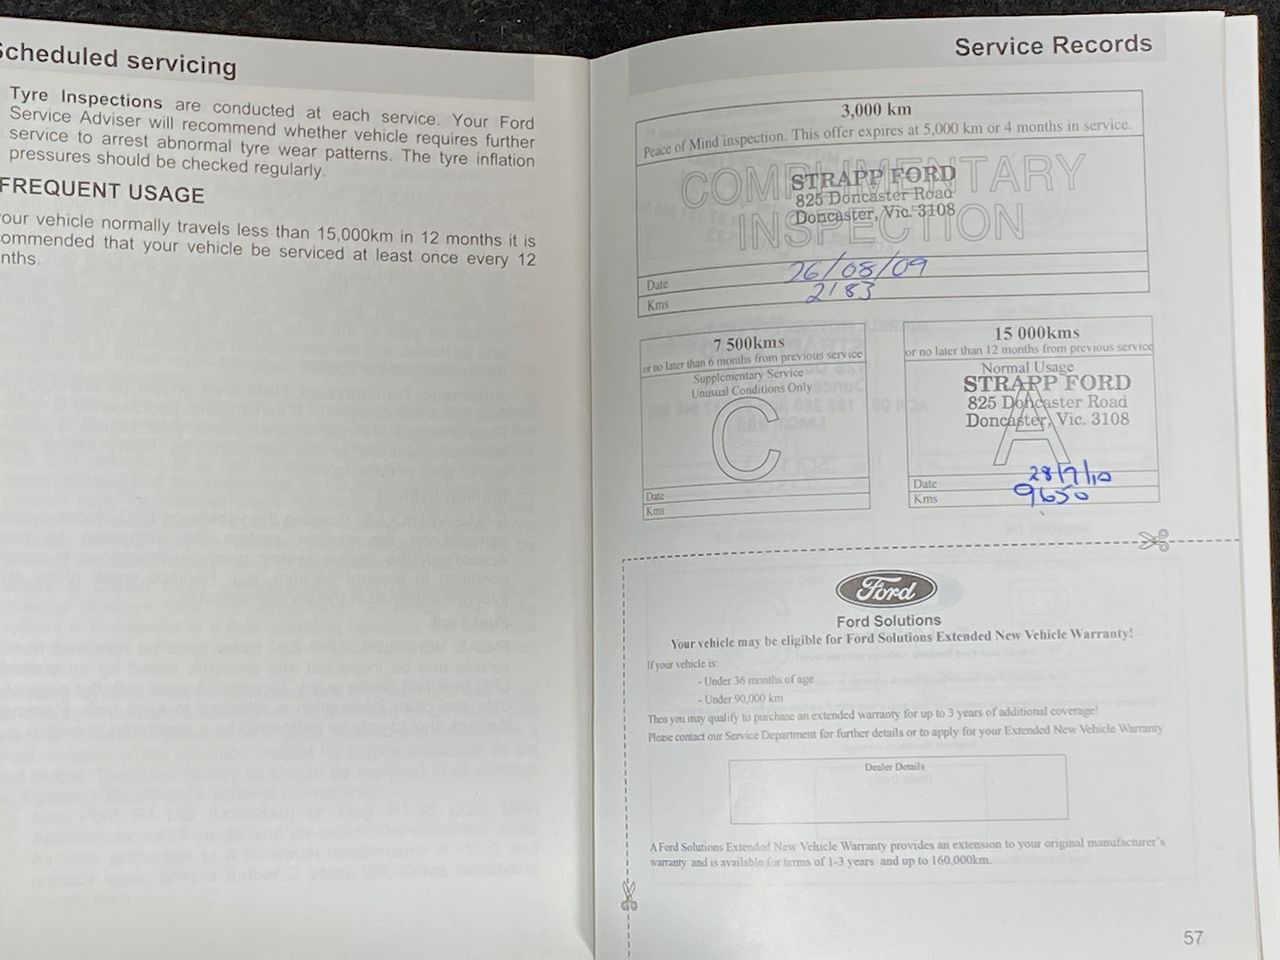 Scheduled servicing
Tyre Inspections are conducted at each service. Your Ford
Service Adviser will recommend whether vehicle requires further
service to arrest abnormal tyre wear patterns. The tyre inflation
pressures should be checked regularly.
FREQUENT USAGE
our vehicle normally travels less than 15,000km in 12 months it is
ommended that your vehicle be serviced at least once every 12
nths.
Service Records
3,000 km
Peace of Mind inspection. This offer expires at 5,000 km or 4 months in service.
COMPLIMENTARY
INSPECTION
STRAPP FORD
825 Doncaster Road
Doncaster, Vic. 3108
Date 26/08/09
Kms 2183
7 500kms
or no later than 6 months from previous service
Supplementary Service
Unusual Conditions Only
C
Date
Kms
15 000kms
or no later than 12 months from previous service
Normal Usage
A
STRAPP FORD
825 Doncaster Road
Doncaster, Vic. 3108
Date 28/7/10
Kms 9650
Ford
Ford Solutions
Your vehicle may be eligible for Ford Solutions Extended New Vehicle Warranty!
If your vehicle is:
- Under 36 months of age
- Under 90,000 km
Then you may qualify to purchase an extended warranty for up to 3 years of additional coverage!
Please contact our Service Department for further details or to apply for your Extended New Vehicle Warranty
Dealer Details
A Ford Solutions Extended New Vehicle Warranty provides an extension to your original manufacturer's
warranty and is available for terms of 1-3 years and up to 160,000km.
57